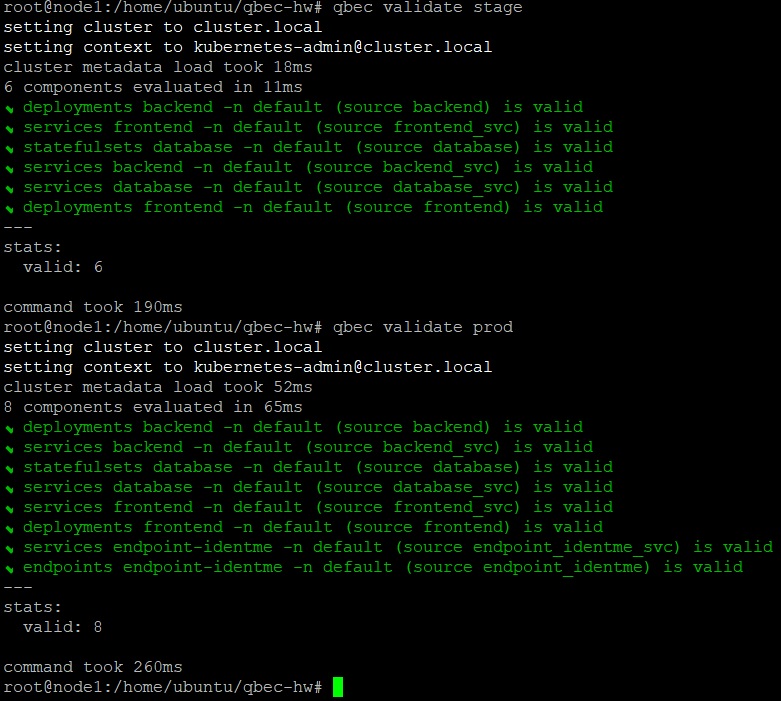 root@node1:/home/ubuntu/qbec-hw# qbec validate stage
setting cluster to cluster.local
setting context to kubernetes-admin@cluster.local
cluster metadata load took 18ms
6 components evaluated in 11ms
✔ deployments backend -n default (source backend) is valid
✔ services frontend -n default (source frontend_svc) is valid
✔ statefulsets database -n default (source database) is valid
✔ services backend -n default (source backend_svc) is valid
✔ services database -n default (source database_svc) is valid
✔ deployments frontend -n default (source frontend) is valid
---
stats:
  valid: 6

command took 190ms
root@node1:/home/ubuntu/qbec-hw# qbec validate prod
setting cluster to cluster.local
setting context to kubernetes-admin@cluster.local
cluster metadata load took 52ms
8 components evaluated in 65ms
✔ deployments backend -n default (source backend) is valid
✔ services backend -n default (source backend_svc) is valid
✔ statefulsets database -n default (source database) is valid
✔ services database -n default (source database_svc) is valid
✔ services frontend -n default (source frontend_svc) is valid
✔ deployments frontend -n default (source frontend) is valid
✔ services endpoint-identme -n default (source endpoint_identme_svc) is valid
✔ endpoints endpoint-identme -n default (source endpoint_identme) is valid
---
stats:
  valid: 8

command took 260ms
root@node1:/home/ubuntu/qbec-hw#